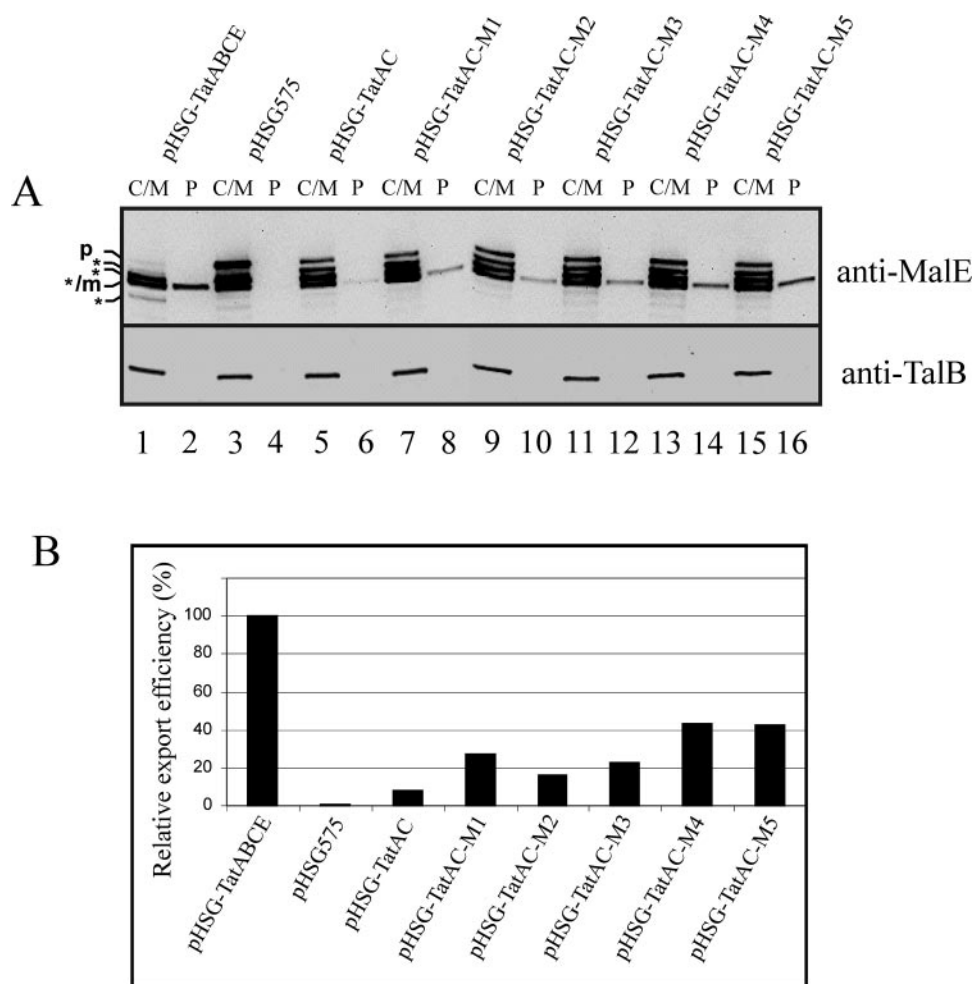 pHSG-TatABCE
pHSG575
pHSG-TatAC
pHSG-TatAC-M1
pHSG-TatAC-M2
pHSG-TatAC-M3
pHSG-TatAC-M4
pHSG-TatAC-M5
A
C/M P C/M P C/M P C/M P C/M P C/M P C/M P C/M P
p
*
*
*/m
*
anti-MalE
anti-TalB
1 2 3 4 5 6 7 8 9 10 11 12 13 14 15 16
B
Relative export efficiency (%)
100
80
60
40
20
0
pHSG-TatABCE
pHSG575
pHSG-TatAC
pHSG-TatAC-M1
pHSG-TatAC-M2
pHSG-TatAC-M3
pHSG-TatAC-M4
pHSG-TatAC-M5